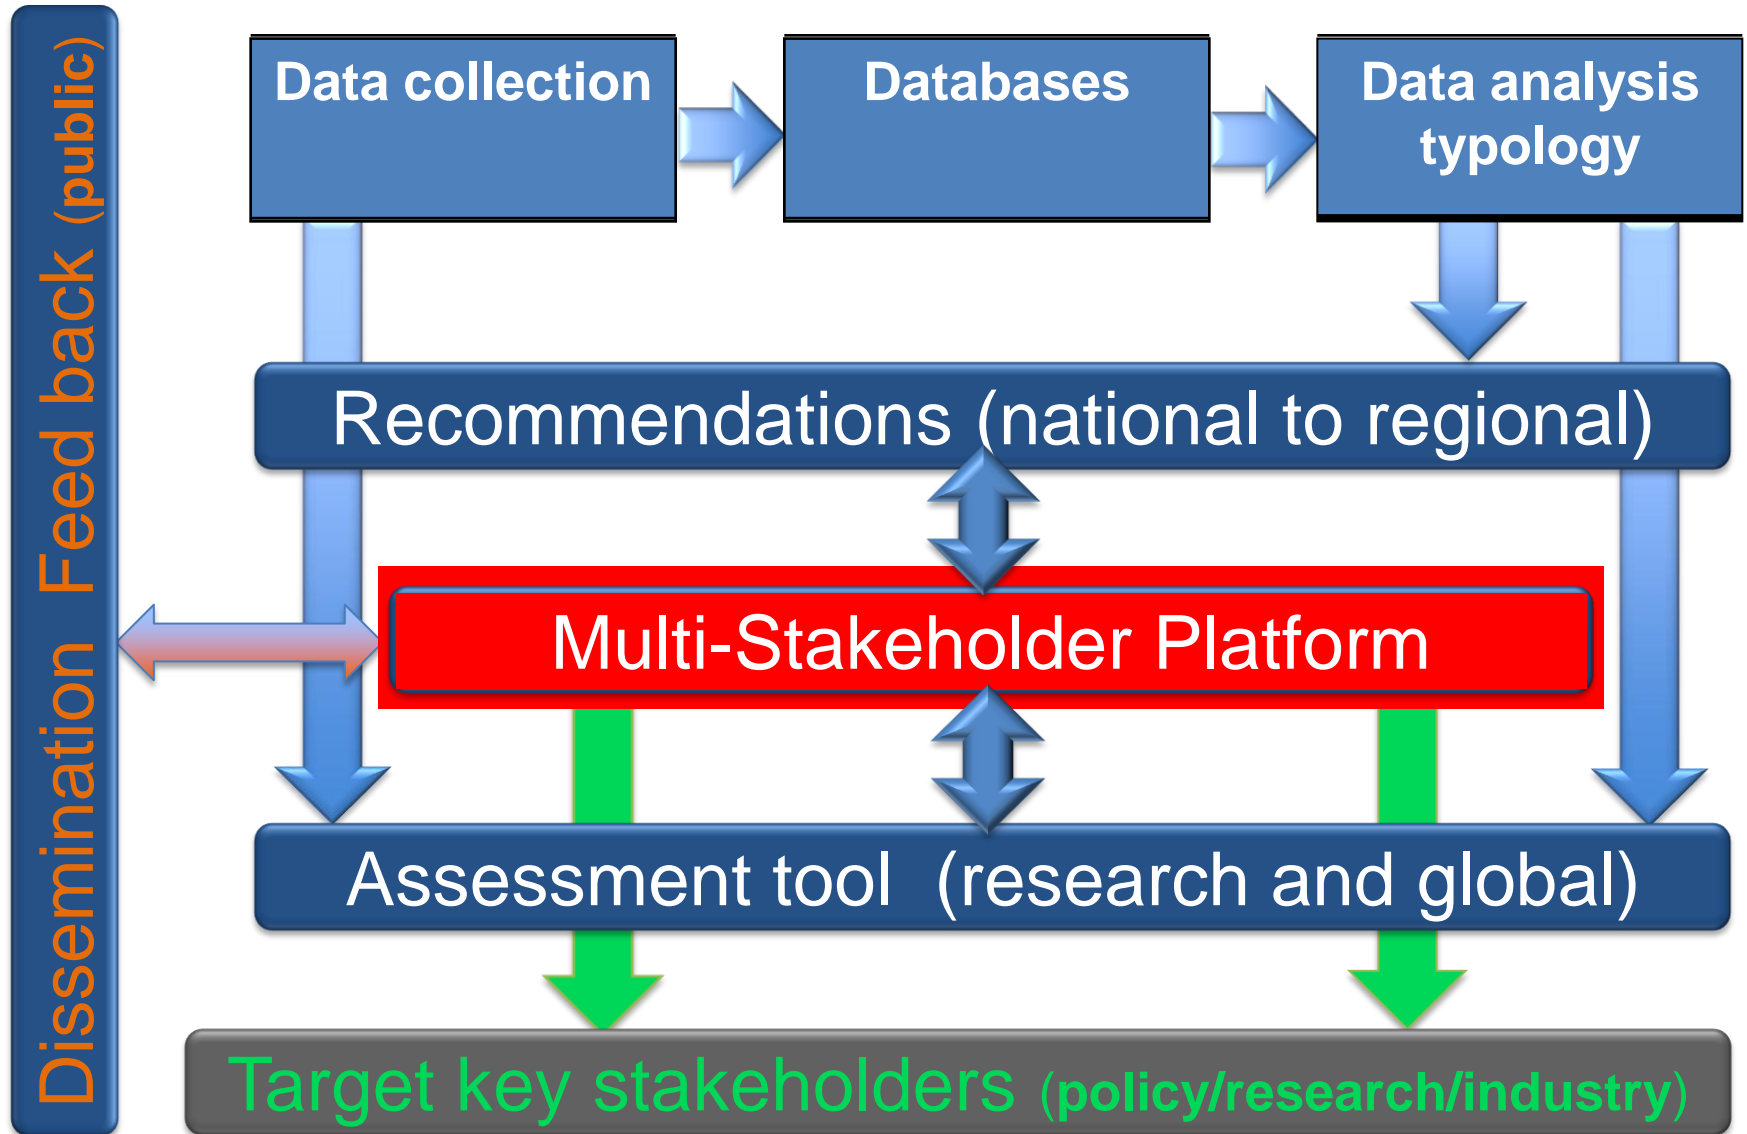 Dissemination  Feed back (public)
Data collection
Databases
Data analysis
typology
Recommendations (national to regional)
Multi-Stakeholder Platform
Assessment tool  (research and global)
Target key stakeholders (policy/research/industry)